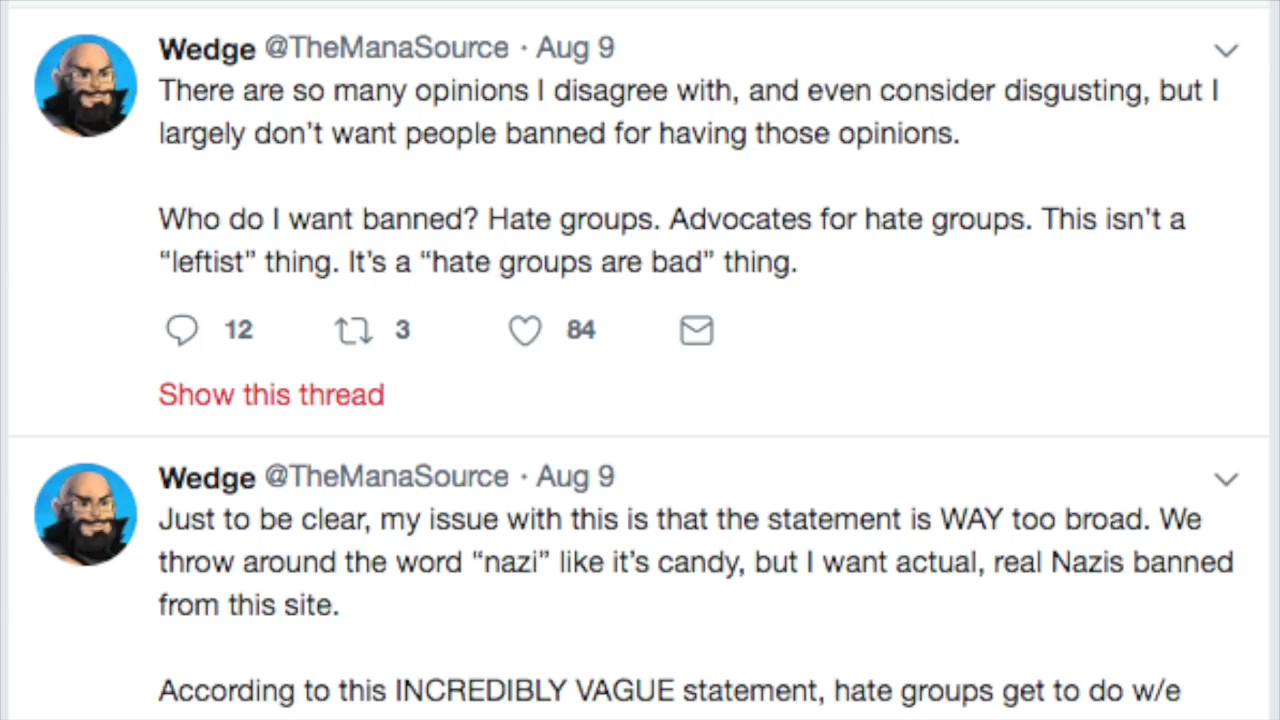 Wedge @TheManaSource · Aug 9
There are so many opinions I disagree with, and even consider disgusting, but I
largely don't want people banned for having those opinions.
Who do I want banned? Hate groups. Advocates for hate groups. This isn't a
“leftist” thing. It's a “hate groups are bad” thing.
12 3 84
Show this thread
Wedge @TheManaSource · Aug 9
Just to be clear, my issue with this is that the statement is WAY too broad. We
throw around the word “nazi” like it's candy, but I want actual, real Nazis banned
from this site.
According to this INCREDIBLY VAGUE statement, hate groups get to do w/e